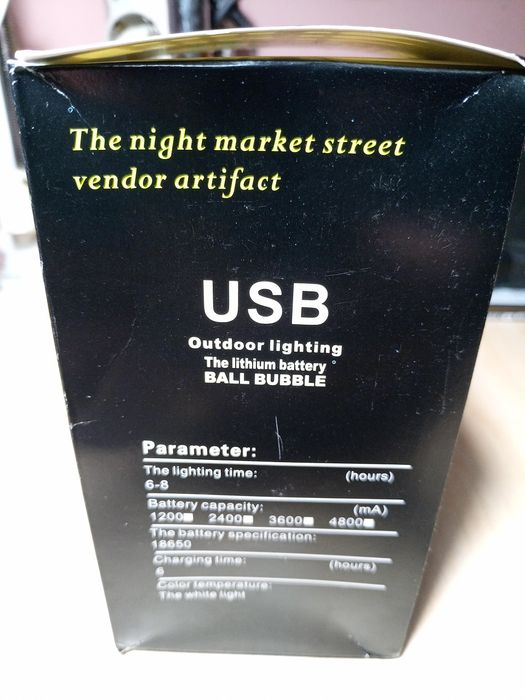 The night market street
vendor artifact
USB
Outdoor lighting
The lithium battery
BALL BUBBLE
Parameter:
The lighting time: (hours)
6-8
Battery capacity: (mA)
1200 2400 3600 4800
The battery specification:
18650
Charging time: (hours)
6
Color temperature:
The white light